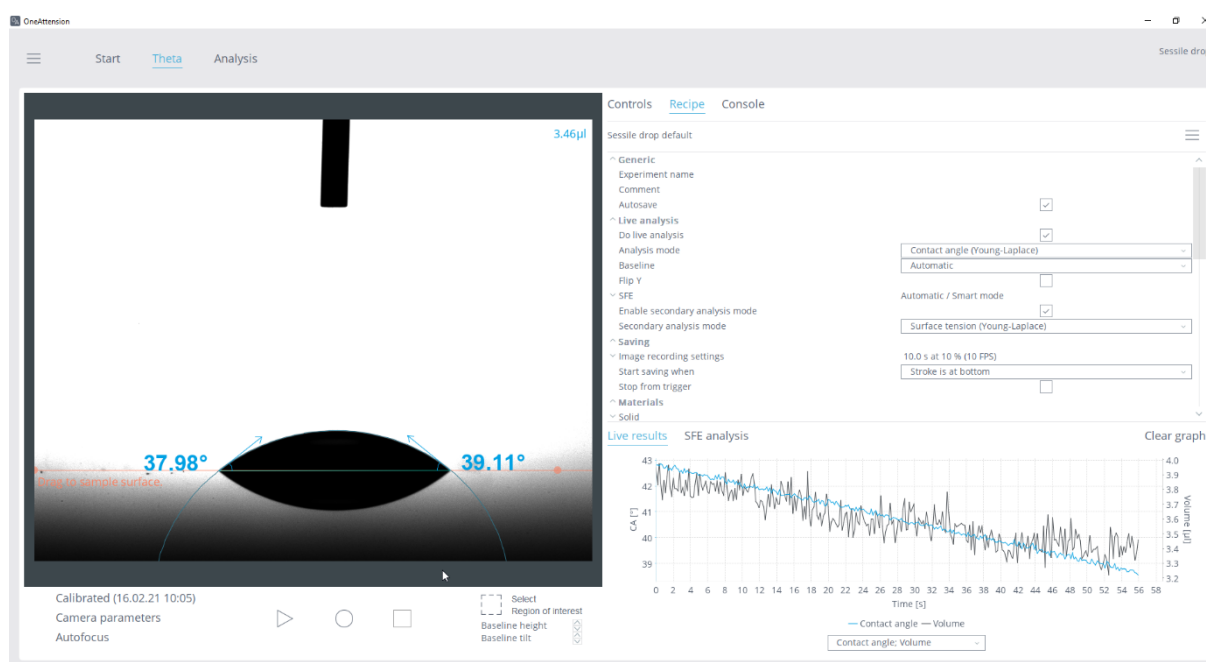 OneAttension
Start Theta Analysis
Sessile dro
3.46µl
37.98°
39.11°
Drag to sample surface
Calibrated (16.02.21 10:05)
Camera parameters
Autofocus
Select
Region of interest
Baseline height
Baseline tilt
Controls Recipe Console
Sessile drop default
Generic
Experiment name
Comment
Autosave
Live analysis
Do live analysis
Analysis mode Contact angle (Young-Laplace)
Baseline Automatic
Flip Y
SFE Automatic / Smart mode
Enable secondary analysis mode
Secondary analysis mode Surface tension (Young-Laplace)
Saving
Image recording settings 10.0 s at 10 % (10 FPS)
Start saving when Stroke is at bottom
Stop from trigger
Materials
Solid
Live results SFE analysis Clear graph
43 4.0
3.9
42 3.8
3.7
41 3.6
40 3.5
3.4
39 3.3
3.2
CA [°]
Volume [µl]
0 2 4 6 8 10 12 14 16 18 20 22 24 26 28 30 32 34 36 38 40 42 44 46 48 50 52 54 56 58
Time [s]
Contact angle Volume
Contact angle; Volume